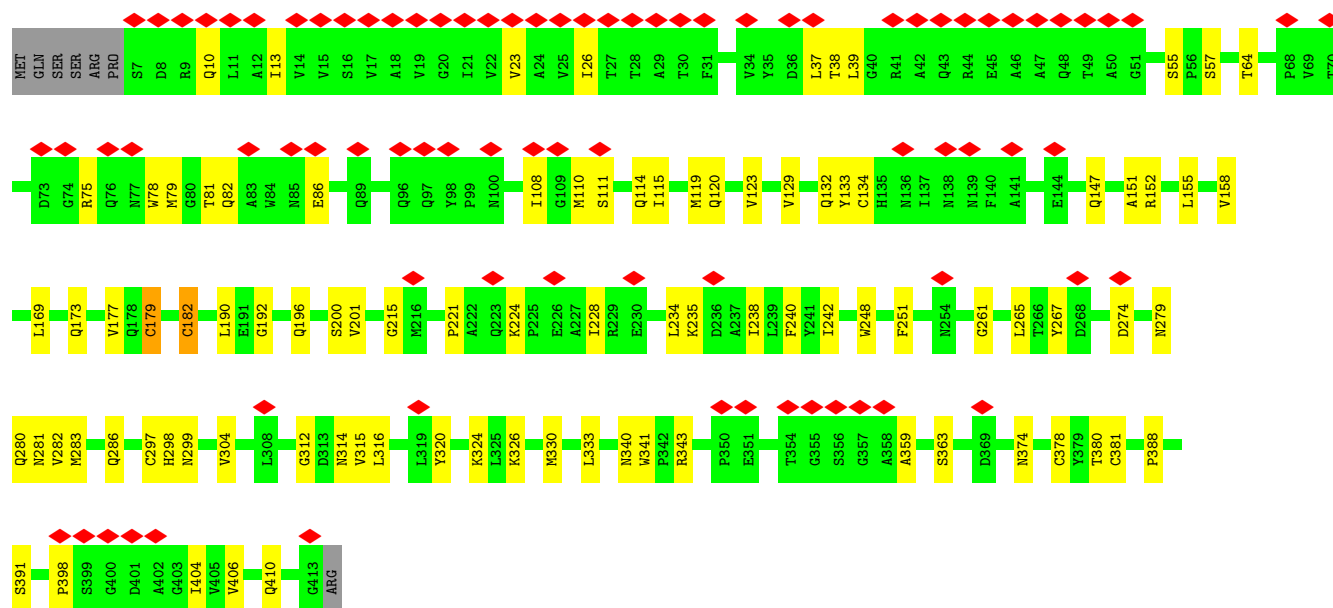 MET GLN SER SER ARG PRO S7 D8 R9 Q10 L11 A12 I13 V14 V15 S16 V17 A18 V19 G20 I21 V22 V23 A24 V25 I26 T27 T28 A29 T30 F31 V34 Y35 D36 L37 T38 L39 G40 R41 A42 Q43 R44 E45 A46 A47 Q48 T49 A50 G51 S55 P56 S57 T64 P68 V69 T70
D73 G74 R75 Q76 N77 W78 M79 G80 T81 Q82 A83 W84 N85 E86 Q89 Q96 Q97 Y98 P99 N100 I108 G109 M110 S111 Q114 I115 M119 Q120 V123 V129 Q132 Y133 C134 H135 N136 I137 N138 N139 F140 A141 E144 Q147 A151 R152 L155 V158
L169 Q173 V177 Q178 C179 C182 L190 E191 G192 Q196 S200 V201 G215 M216 P221 A222 Q223 K224 P225 E226 A227 I228 R229 E230 L234 K235 D236 A237 I238 L239 F240 Y241 I242 W248 F251 N254 G261 L265 T266 Y267 D268 D274 N279
Q280 N281 V282 M283 Q286 C297 H298 N299 V304 L308 G312 D313 N314 V315 L316 L319 Y320 K324 L325 K326 M330 L333 N340 W341 P342 R343 P350 E351 T354 G355 S356 G357 A358 A359 S363 D369 N374 C378 Y379 T380 C381 P388
S391 P398 S399 G400 D401 A402 G403 I404 V405 V406 Q410 G413 ARG